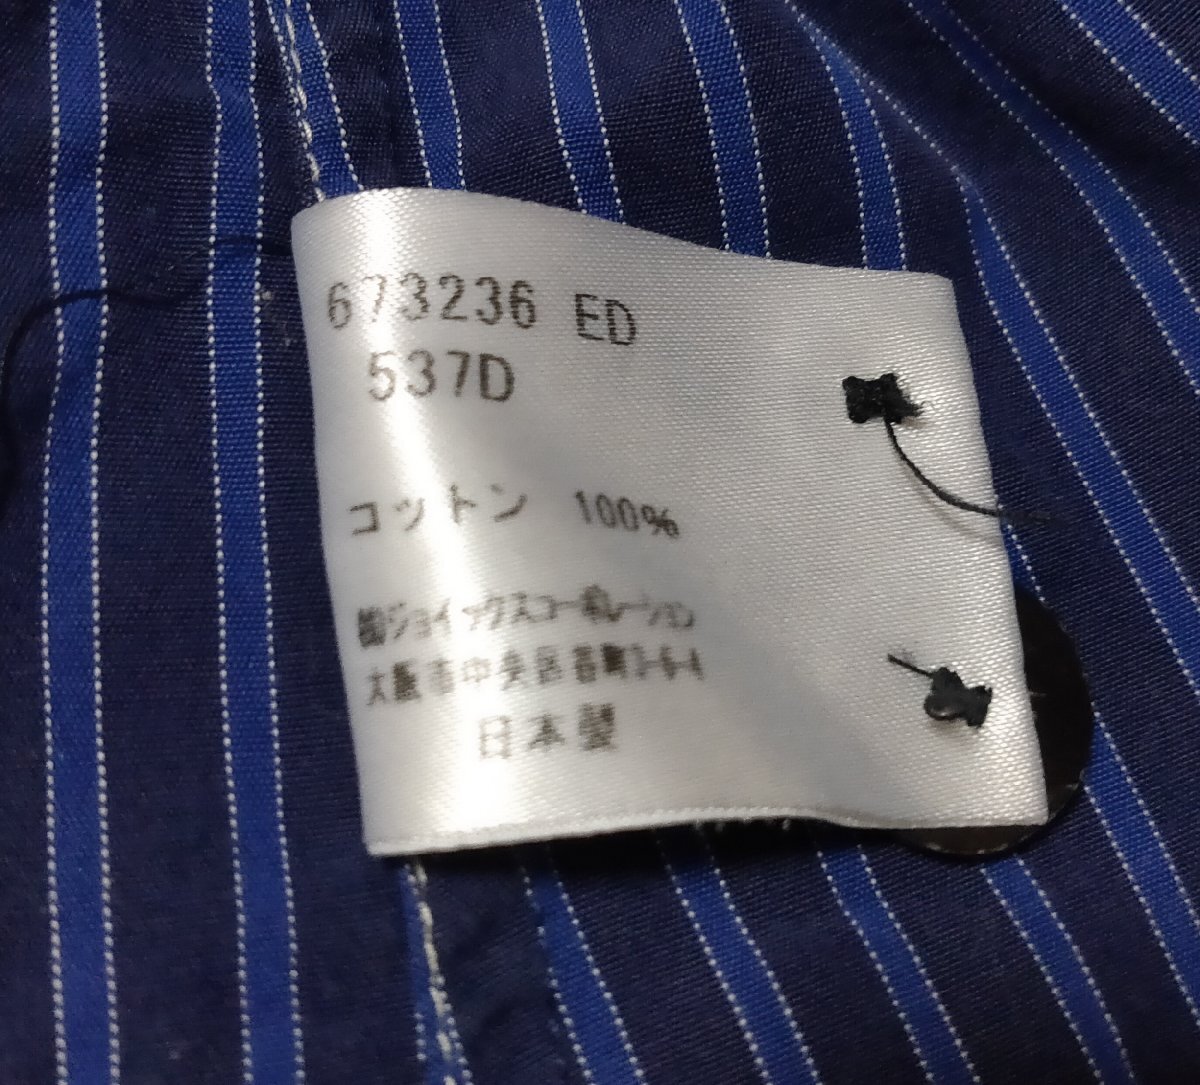 673236 ED
537D
コットン 100%
㈱ジョイックスコーポレーション
大阪市中央区瓦町3-6-4
日本製